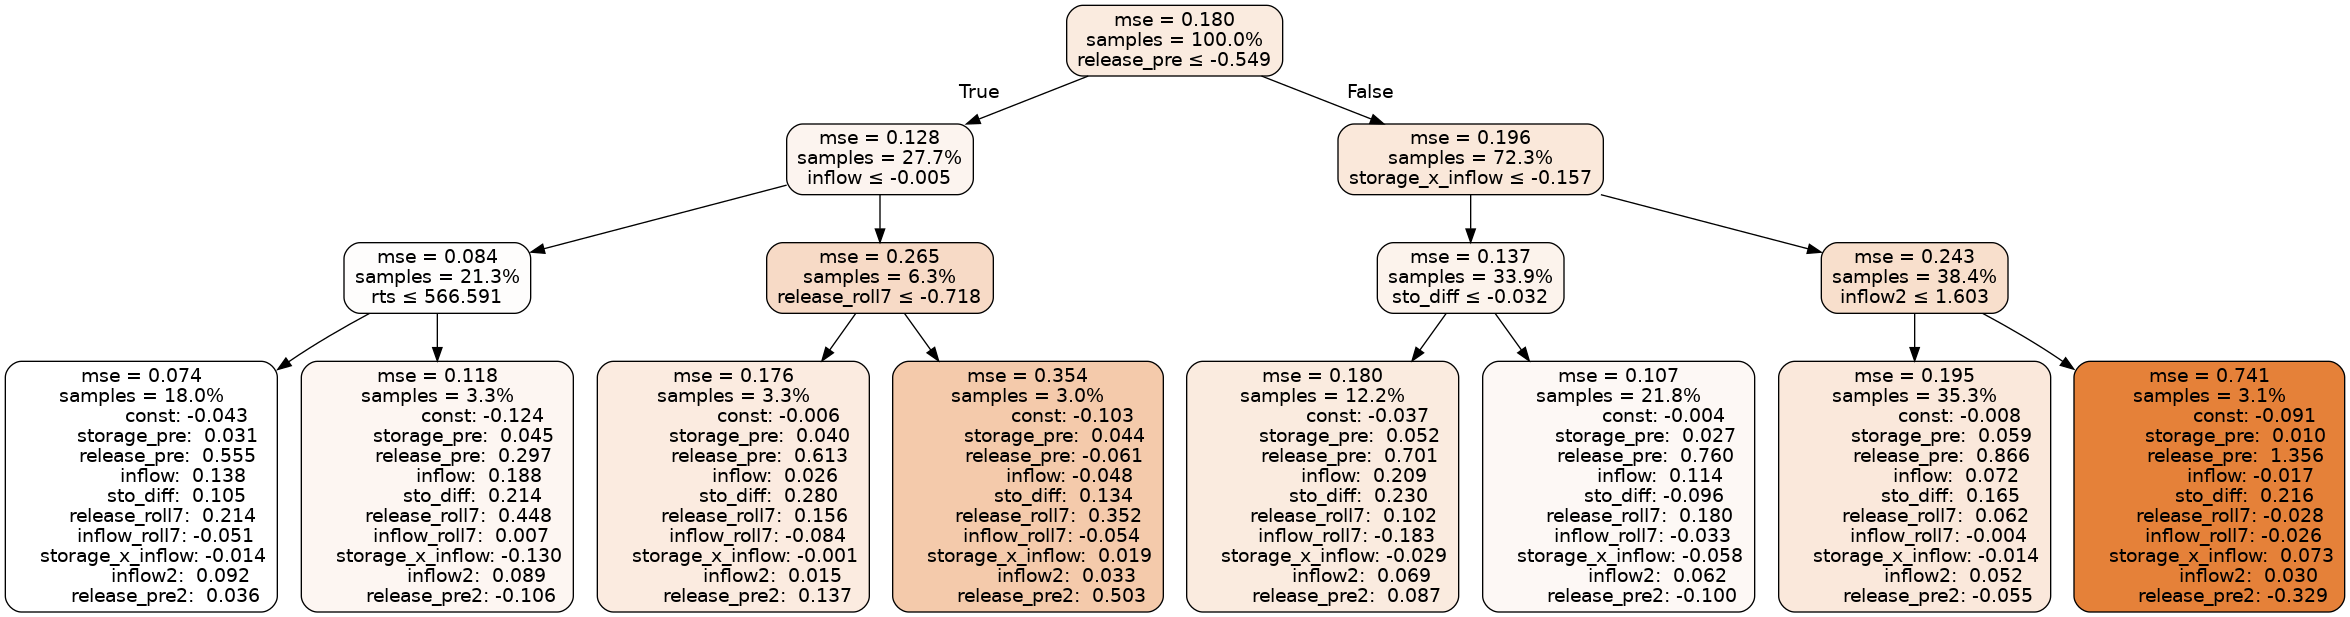 mse = 0.180
samples = 100.0%
release_pre ≤ -0.549
True
False
mse = 0.128
samples = 27.7%
inflow ≤ -0.005
mse = 0.196
samples = 72.3%
storage_x_inflow ≤ -0.157
mse = 0.084
samples = 21.3%
rts ≤ 566.591
mse = 0.265
samples = 6.3%
release_roll7 ≤ -0.718
mse = 0.137
samples = 33.9%
sto_diff ≤ -0.032
mse = 0.243
samples = 38.4%
inflow2 ≤ 1.603
mse = 0.074
samples = 18.0%
const: -0.043
storage_pre: 0.031
release_pre: 0.555
inflow: 0.138
sto_diff: 0.105
release_roll7: 0.214
inflow_roll7: -0.051
storage_x_inflow: -0.014
inflow2: 0.092
release_pre2: 0.036
mse = 0.118
samples = 3.3%
const: -0.124
storage_pre: 0.045
release_pre: 0.297
inflow: 0.188
sto_diff: 0.214
release_roll7: 0.448
inflow_roll7: 0.007
storage_x_inflow: -0.130
inflow2: 0.089
release_pre2: -0.106
mse = 0.176
samples = 3.3%
const: -0.006
storage_pre: 0.040
release_pre: 0.613
inflow: 0.026
sto_diff: 0.280
release_roll7: 0.156
inflow_roll7: -0.084
storage_x_inflow: -0.001
inflow2: 0.015
release_pre2: 0.137
mse = 0.354
samples = 3.0%
const: -0.103
storage_pre: 0.044
release_pre: -0.061
inflow: -0.048
sto_diff: 0.134
release_roll7: 0.352
inflow_roll7: -0.054
storage_x_inflow: 0.019
inflow2: 0.033
release_pre2: 0.503
mse = 0.180
samples = 12.2%
const: -0.037
storage_pre: 0.052
release_pre: 0.701
inflow: 0.209
sto_diff: 0.230
release_roll7: 0.102
inflow_roll7: -0.183
storage_x_inflow: -0.029
inflow2: 0.069
release_pre2: 0.087
mse = 0.107
samples = 21.8%
const: -0.004
storage_pre: 0.027
release_pre: 0.760
inflow: 0.114
sto_diff: -0.096
release_roll7: 0.180
inflow_roll7: -0.033
storage_x_inflow: -0.058
inflow2: 0.062
release_pre2: -0.100
mse = 0.195
samples = 35.3%
const: -0.008
storage_pre: 0.059
release_pre: 0.866
inflow: 0.072
sto_diff: 0.165
release_roll7: 0.062
inflow_roll7: -0.004
storage_x_inflow: -0.014
inflow2: 0.052
release_pre2: -0.055
mse = 0.741
samples = 3.1%
const: -0.091
storage_pre: 0.010
release_pre: 1.356
inflow: -0.017
sto_diff: 0.216
release_roll7: -0.028
inflow_roll7: -0.026
storage_x_inflow: 0.073
inflow2: 0.030
release_pre2: -0.329